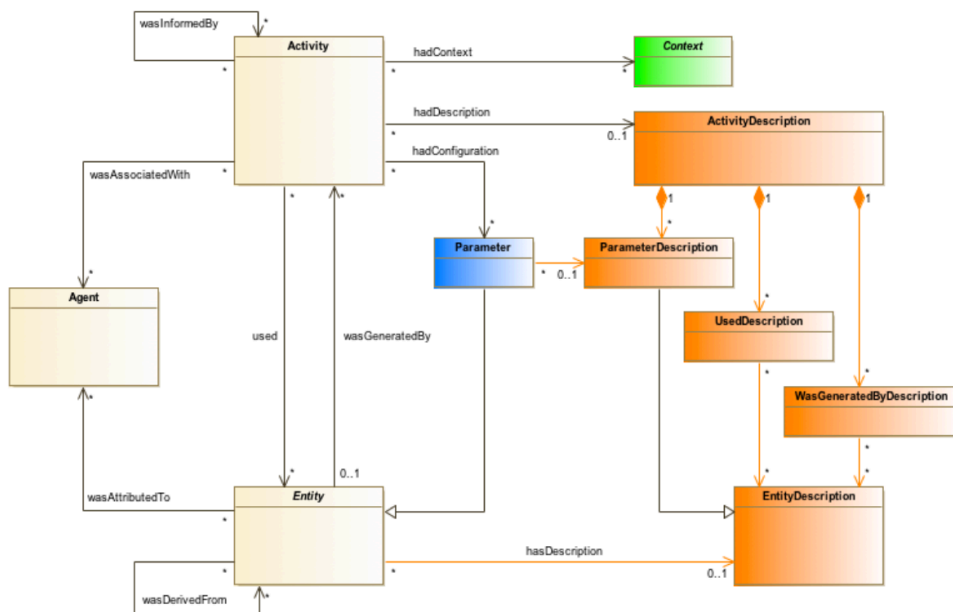 wasInformedBy
*
*
Activity
hadContext
*
*
Context
hadDescription
*
0..1
ActivityDescription
hadConfiguration
*
*
wasAssociatedWith
*
*
*
*
1
*
1
1
Parameter
*
0..1
ParameterDescription
Agent
*
UsedDescription
used
wasGeneratedBy
*
*
WasGeneratedByDescription
*
*
*
*
0..1
wasAttributedTo
*
Entity
EntityDescription
hasDescription
*
*
0..1
wasDerivedFrom
*